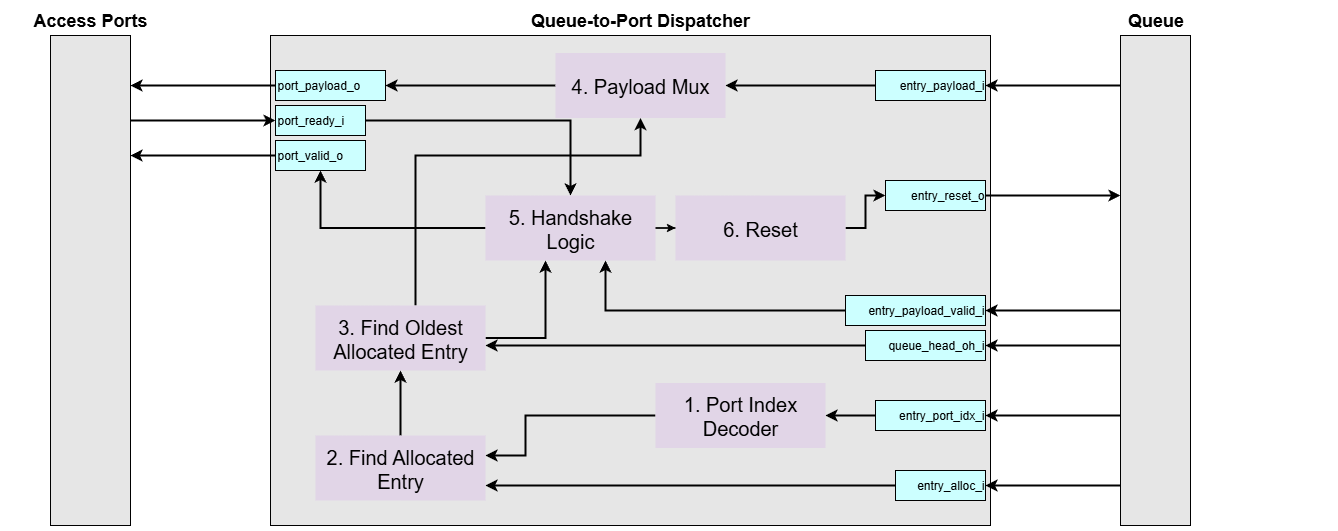 Access Ports
Queue-to-Port Dispatcher
Queue
port_payload_o
4. Payload Mux
entry_payload_i
port_ready_i
port_valid_o
entry_reset_o
5. Handshake
Logic
6. Reset
entry_payload_valid_i
3. Find Oldest
Allocated Entry
queue_head_oh_i
1. Port Index
Decoder
entry_port_idx_i
2. Find Allocated
Entry
entry_alloc_i